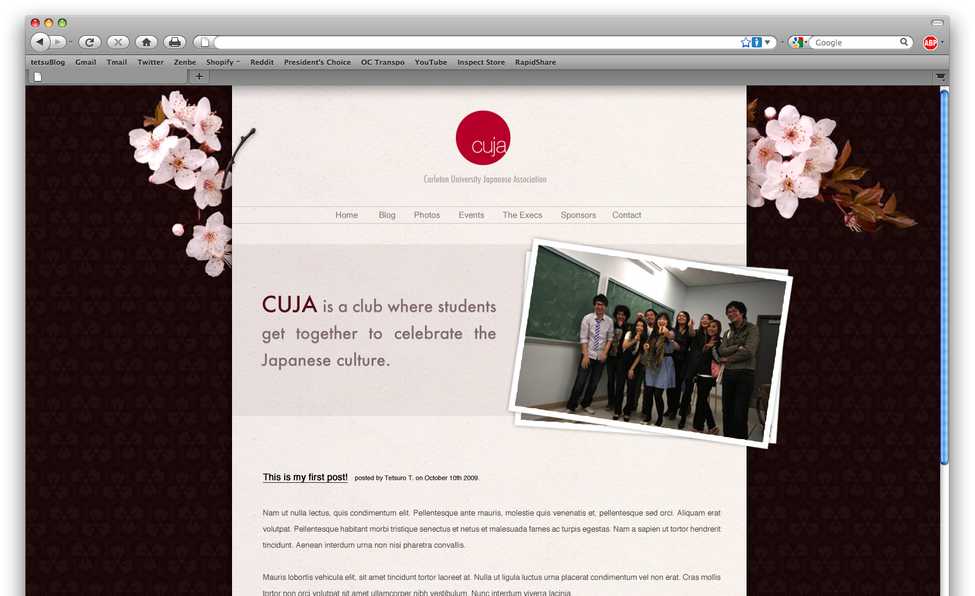 Google
ABP
tetsuBlog Gmail Tmail Twitter Zenbe Shopify Reddit President's Choice OC Transpo YouTube Inspect Store RapidShare
cuja
Carleton University Japanese Association
Home Blog Photos Events The Execs Sponsors Contact
CUJA is a club where students
get together to celebrate the
Japanese culture.
This is my first post! posted by Tetsuro T. on October 10th 2009.
Nam ut nulla lectus, quis condimentum elit. Pellentesque ante mauris, molestie quis venenatis et, pellentesque sed orci. Aliquam erat
volutpat. Pellentesque habitant morbi tristique senectus et netus et malesuada fames ac turpis egestas. Nam a sapien ut tortor hendrerit
tincidunt. Aenean interdum urna non nisi pharetra convallis.
Mauris lobortis vehicula elit, sit amet tincidunt tortor laoreet at. Nulla ut ligula luctus urna placerat condimentum vel non erat. Cras mollis
tortor non orci volutpat sit amet ullamcorper nibh vestibulum. Nunc interdum viverra lacinia.